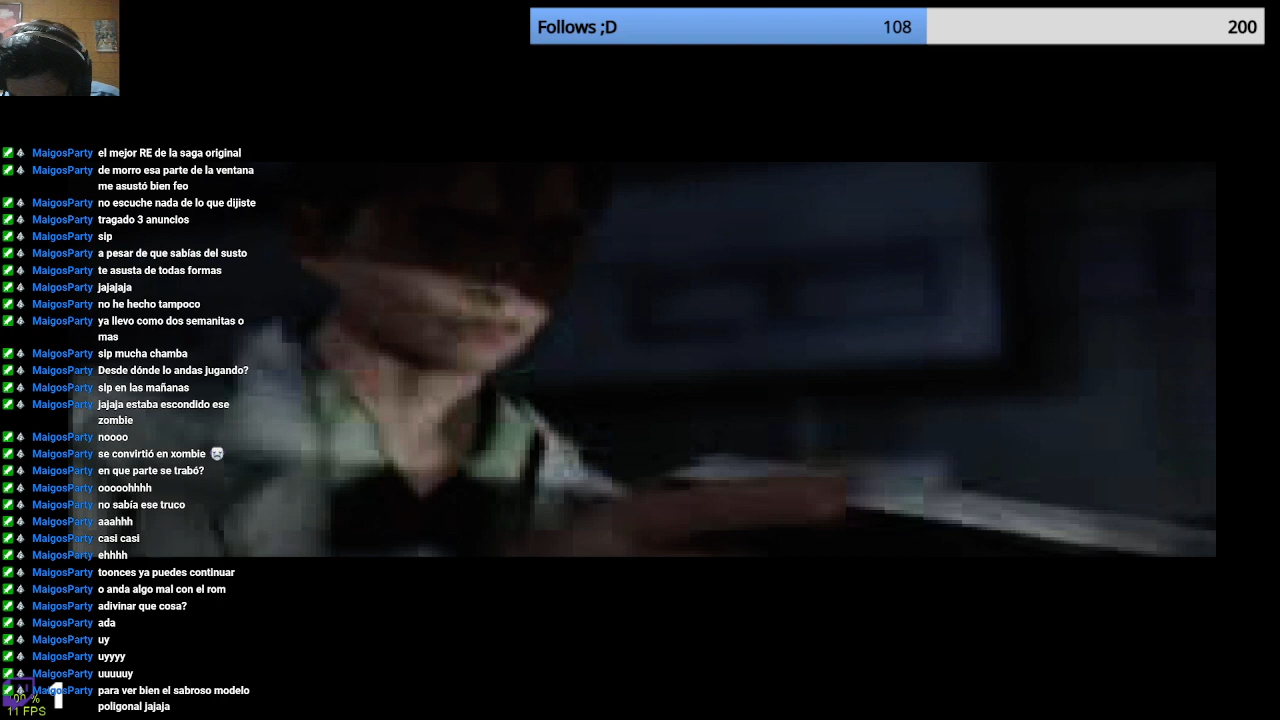 Follows ;D 108 200
MaigosParty el mejor RE de la saga original
MaigosParty de morro esa parte de la ventana
me asustó bien feo
MaigosParty no escuche nada de lo que dijiste
MaigosParty tragado 3 anuncios
MaigosParty sip
MaigosParty a pesar de que sabías del susto
MaigosParty te asusta de todas formas
MaigosParty jajajaja
MaigosParty no he hecho tampoco
MaigosParty ya llevo como dos semanitas o
mas
MaigosParty sip mucha chamba
MaigosParty Desde dónde lo andas jugando?
MaigosParty sip en las mañanas
MaigosParty jajaja estaba escondido ese
zombie
MaigosParty noooo
MaigosParty se convirtió en xombie
MaigosParty en que parte se trabó?
MaigosParty ooooohhhh
MaigosParty no sabía ese truco
MaigosParty aaahhh
MaigosParty casi casi
MaigosParty ehhhh
MaigosParty toonces ya puedes continuar
MaigosParty o anda algo mal con el rom
MaigosParty adivinar que cosa?
MaigosParty ada
MaigosParty uy
MaigosParty uyyyy
MaigosParty uuuuuy
MaigosParty para ver bien el sabroso modelo
poligonal jajaja
100 %
1
11 FPS